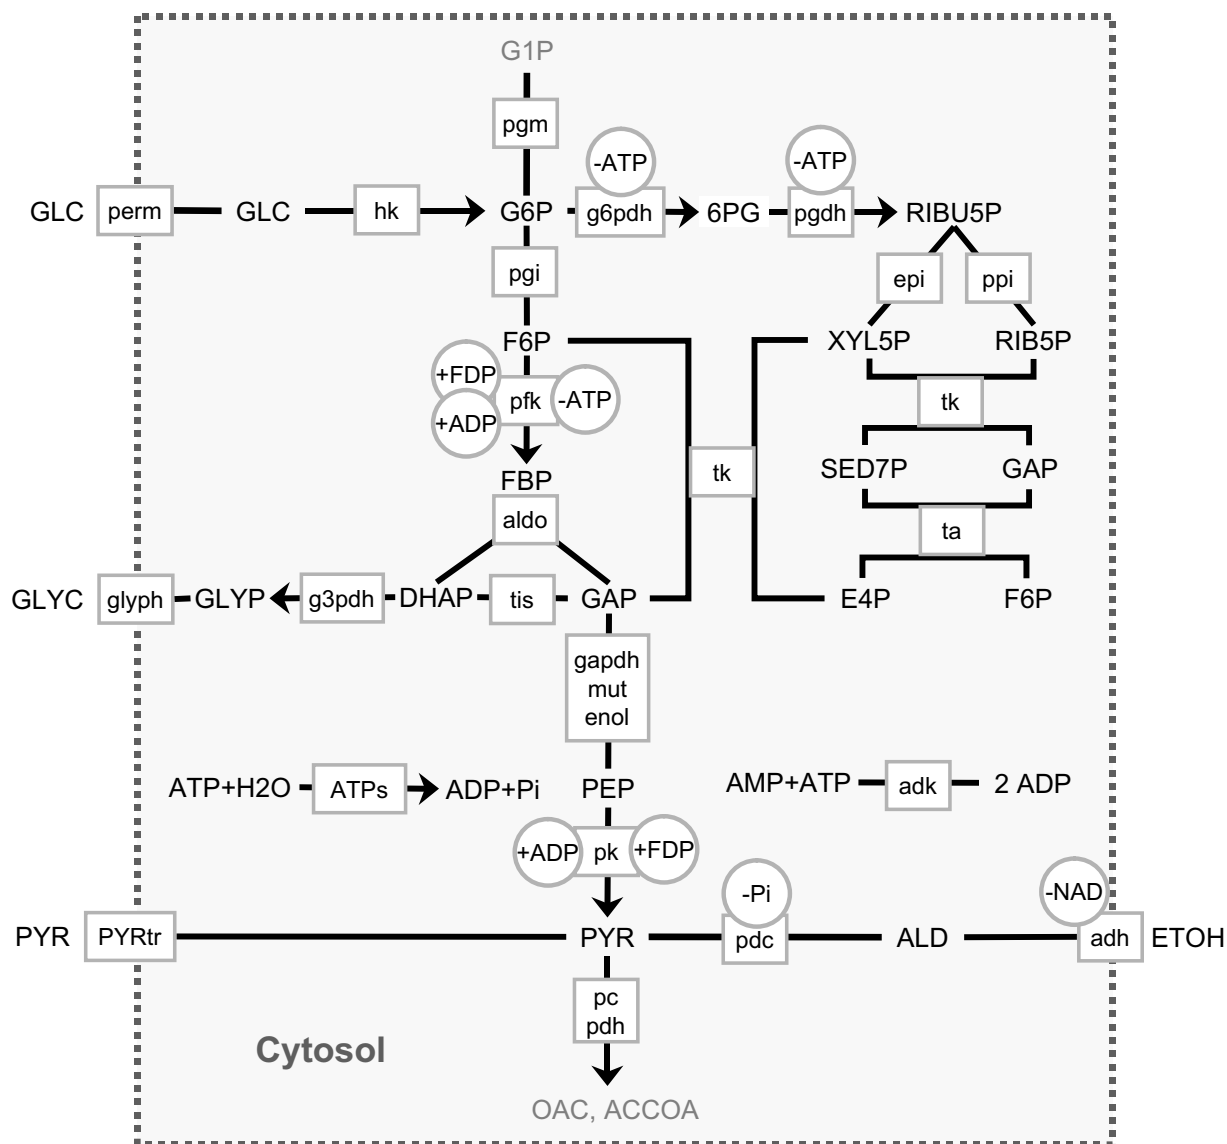 G1P
pgm
-ATP
-ATP
GLC
perm
GLC
hk
G6P
g6pdh
6PG
pgdh
RIBU5P
pgi
epi
ppi
F6P
XYL5P
RIB5P
+FDP
pfk
-ATP
+ADP
tk
FBP
tk
SED7P
GAP
aldo
ta
GLYC
glyph
GLYP
g3pdh
DHAP
tis
GAP
E4P
F6P
gapdh
mut
enol
ATP+H2O
ATPs
ADP+Pi
PEP
AMP+ATP
adk
2 ADP
+ADP
pk
+FDP
-Pi
-NAD
PYR
PYRtr
PYR
pdc
ALD
adh
ETOH
pc
pdh
Cytosol
OAC, ACCOA